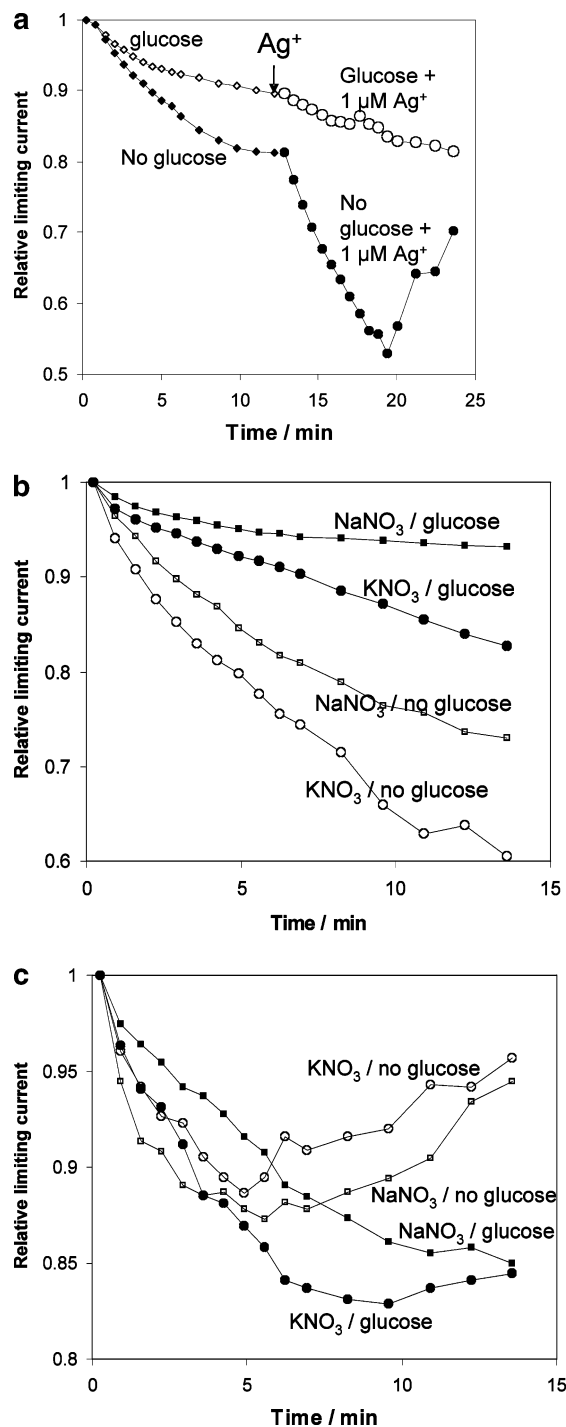 a
1
0.9
0.8
0.7
0.6
0.5
Relative limiting current
glucose
Ag⁺
Glucose +
1 µM Ag⁺
No glucose
No
glucose +
1 µM Ag⁺
0 5 10 15 20 25
Time / min
b
1
0.9
0.8
0.7
0.6
Relative limiting current
NaNO₃ / glucose
KNO₃ / glucose
NaNO₃ / no glucose
KNO₃ / no glucose
0 5 10 15
Time / min
c
1
0.95
0.9
0.85
0.8
Relative limiting current
KNO₃ / no glucose
NaNO₃ / no glucose
NaNO₃ / glucose
KNO₃ / glucose
0 5 10 15
Time / min